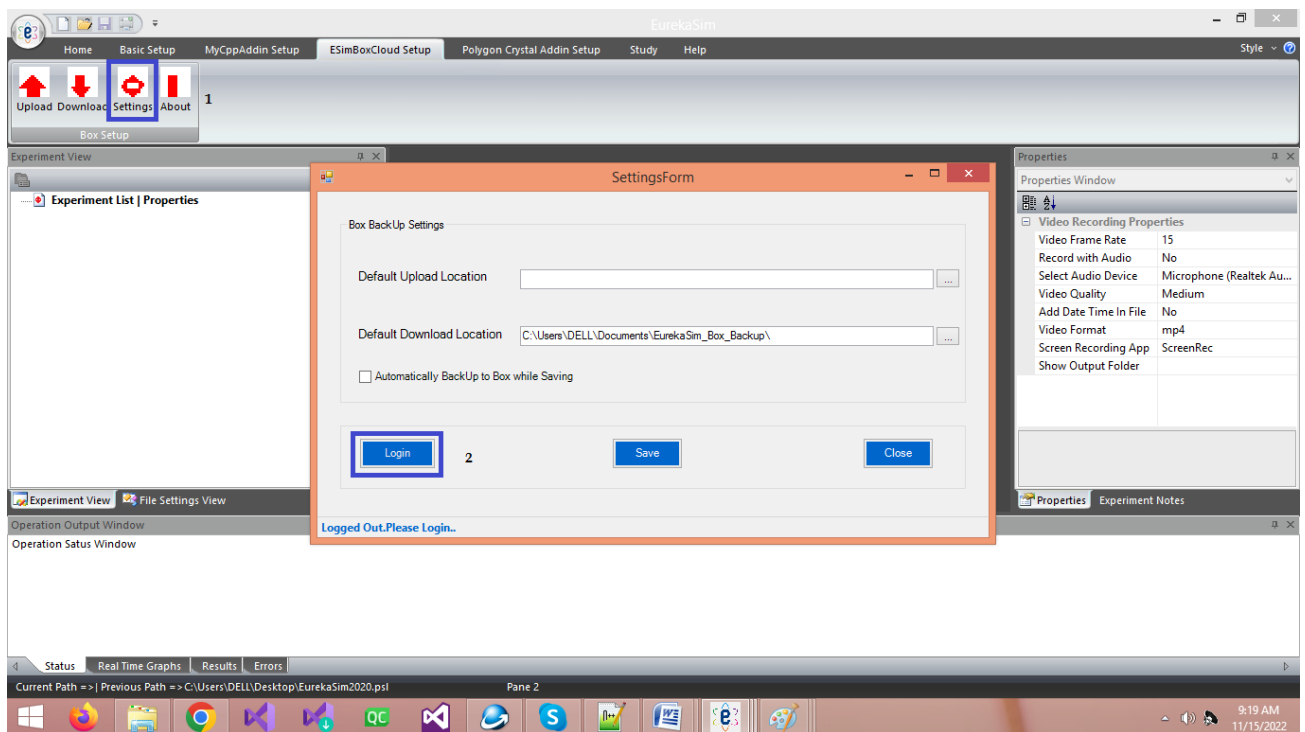 EurekaSim
Home Basic Setup MyCppAddin Setup ESimBoxCloud Setup Polygon Crystal Addin Setup Study Help Style
Upload Download Settings About 1
Box Setup
Experiment View
Experiment List | Properties
SettingsForm
Box BackUp Settings
Default Upload Location ...
Default Download Location C:\Users\DELL\Documents\EurekaSim_Box_Backup\ ...
Automatically BackUp to Box while Saving
Login 2 Save Close
Logged Out.Please Login..
Properties
Properties Window
Video Recording Properties
Video Frame Rate 15
Record with Audio No
Select Audio Device Microphone (Realtek Au...
Video Quality Medium
Add Date Time In File No
Video Format mp4
Screen Recording App ScreenRec
Show Output Folder
Experiment View File Settings View
Properties Experiment Notes
Operation Output Window
Operation Satus Window
Status Real Time Graphs Results Errors
Current Path =>| Previous Path => C:\Users\DELL\Desktop\EurekaSim2020.psl Pane 2
QC
9:19 AM
11/15/2022